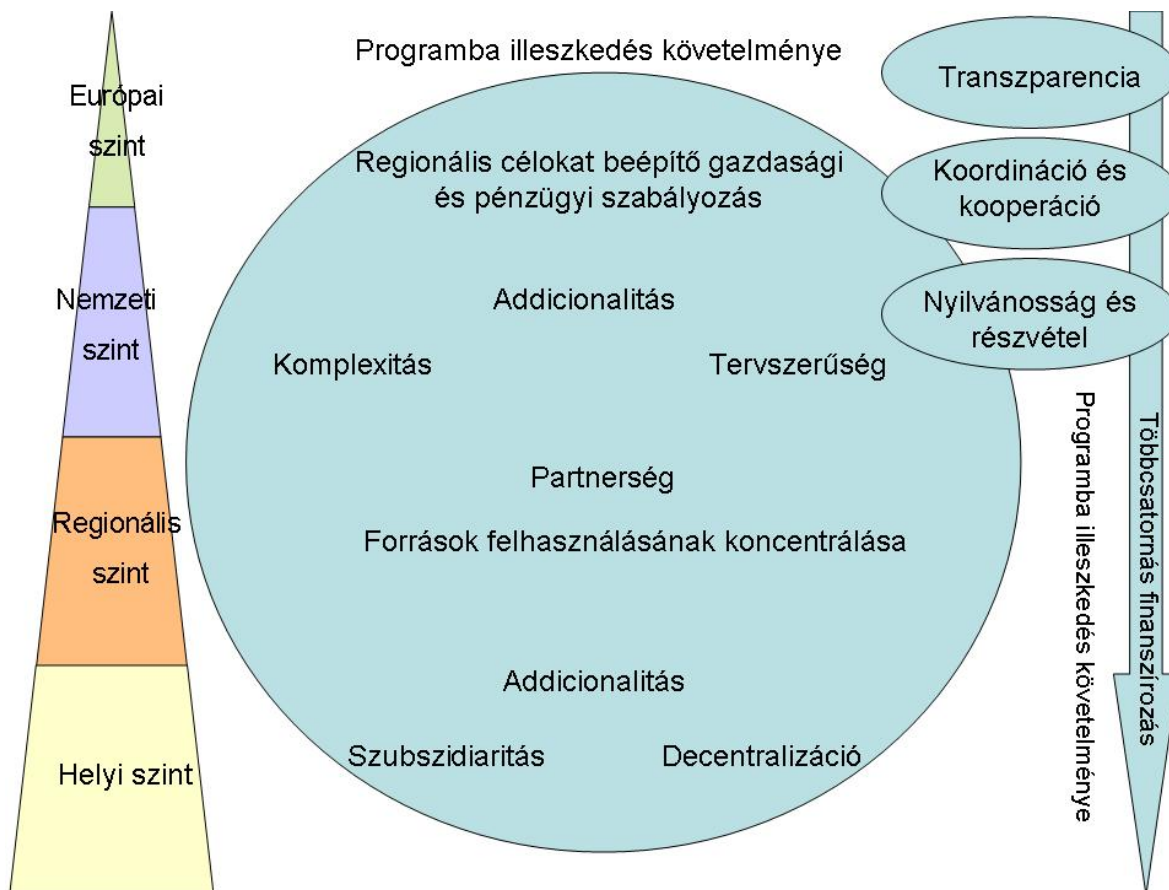 Programba illeszkedés követelménye
Európai
szint
Nemzeti
szint
Regionális
szint
Helyi szint
Regionális célokat beépítő gazdasági
és pénzügyi szabályozás
Addicionalitás
Komplexitás
Tervszerűség
Partnerség
Források felhasználásának koncentrálása
Addicionalitás
Szubszidiaritás
Decentralizáció
Transzparencia
Koordináció és
kooperáció
Nyilvánosság és
részvétel
Programba illeszkedés követelménye
Többcsatornás finanszírozás